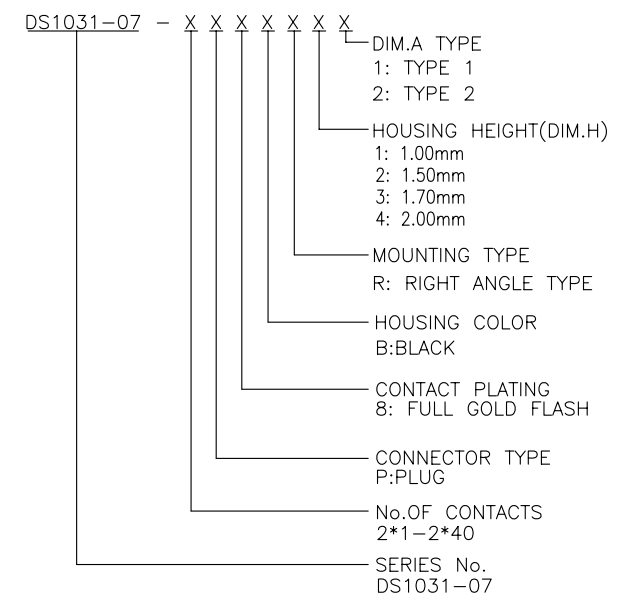 DS1031-07 - X X X X X X X
DIM.A TYPE
1: TYPE 1
2: TYPE 2
HOUSING HEIGHT(DIM.H)
1: 1.00mm
2: 1.50mm
3: 1.70mm
4: 2.00mm
MOUNTING TYPE
R: RIGHT ANGLE TYPE
HOUSING COLOR
B:BLACK
CONTACT PLATING
8: FULL GOLD FLASH
CONNECTOR TYPE
P:PLUG
No.OF CONTACTS
2*1-2*40
SERIES No.
DS1031-07